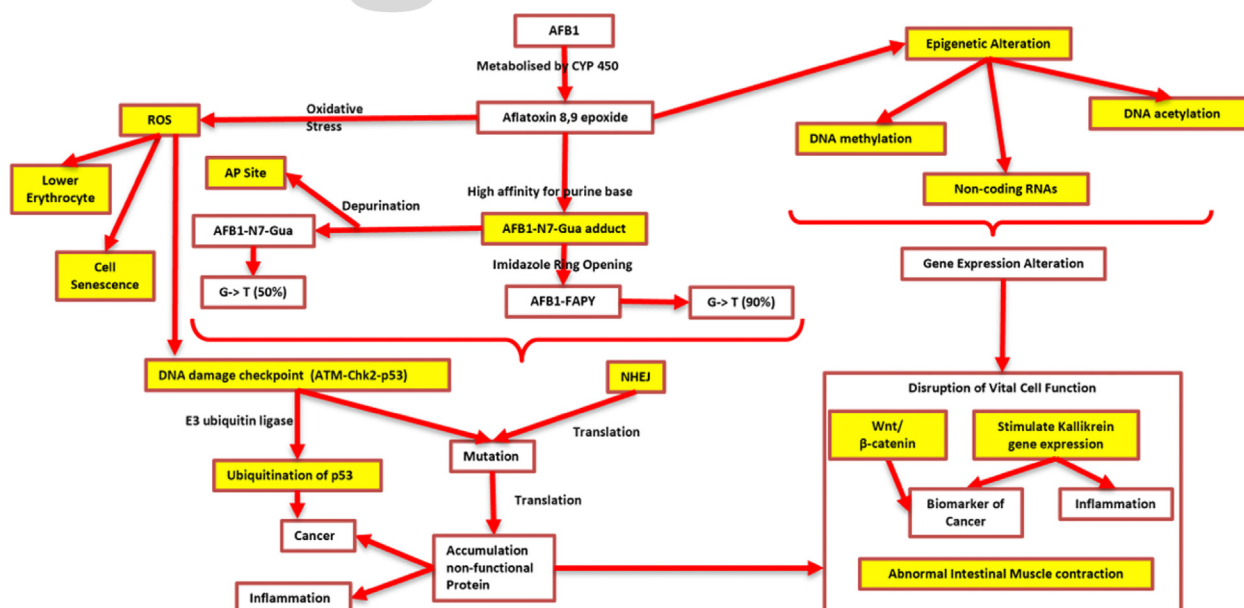 AFB1
Metabolised by CYP 450
Epigenetic Alteration
ROS
Oxidative
Stress
Aflatoxin 8,9 epoxide
DNA methylation
DNA acetylation
Lower
Erythrocyte
AP Site
High affinity for purine base
Non-coding RNAs
Depurination
AFB1-N7-Gua
AFB1-N7-Gua adduct
Cell
Senescence
Imidazole Ring Opening
Gene Expression Alteration
G-> T (50%)
AFB1-FAPY
G-> T (90%)
DNA damage checkpoint (ATM-Chk2-p53)
NHEJ
Disruption of Vital Cell Function
E3 ubiquitin ligase
Translation
Wnt/
β-catenin
Stimulate Kallikrein
gene expression
Mutation
Ubiquitination of p53
Translation
Biomarker of
Cancer
Inflammation
Cancer
Accumulation
non-functional
Protein
Abnormal Intestinal Muscle contraction
Inflammation